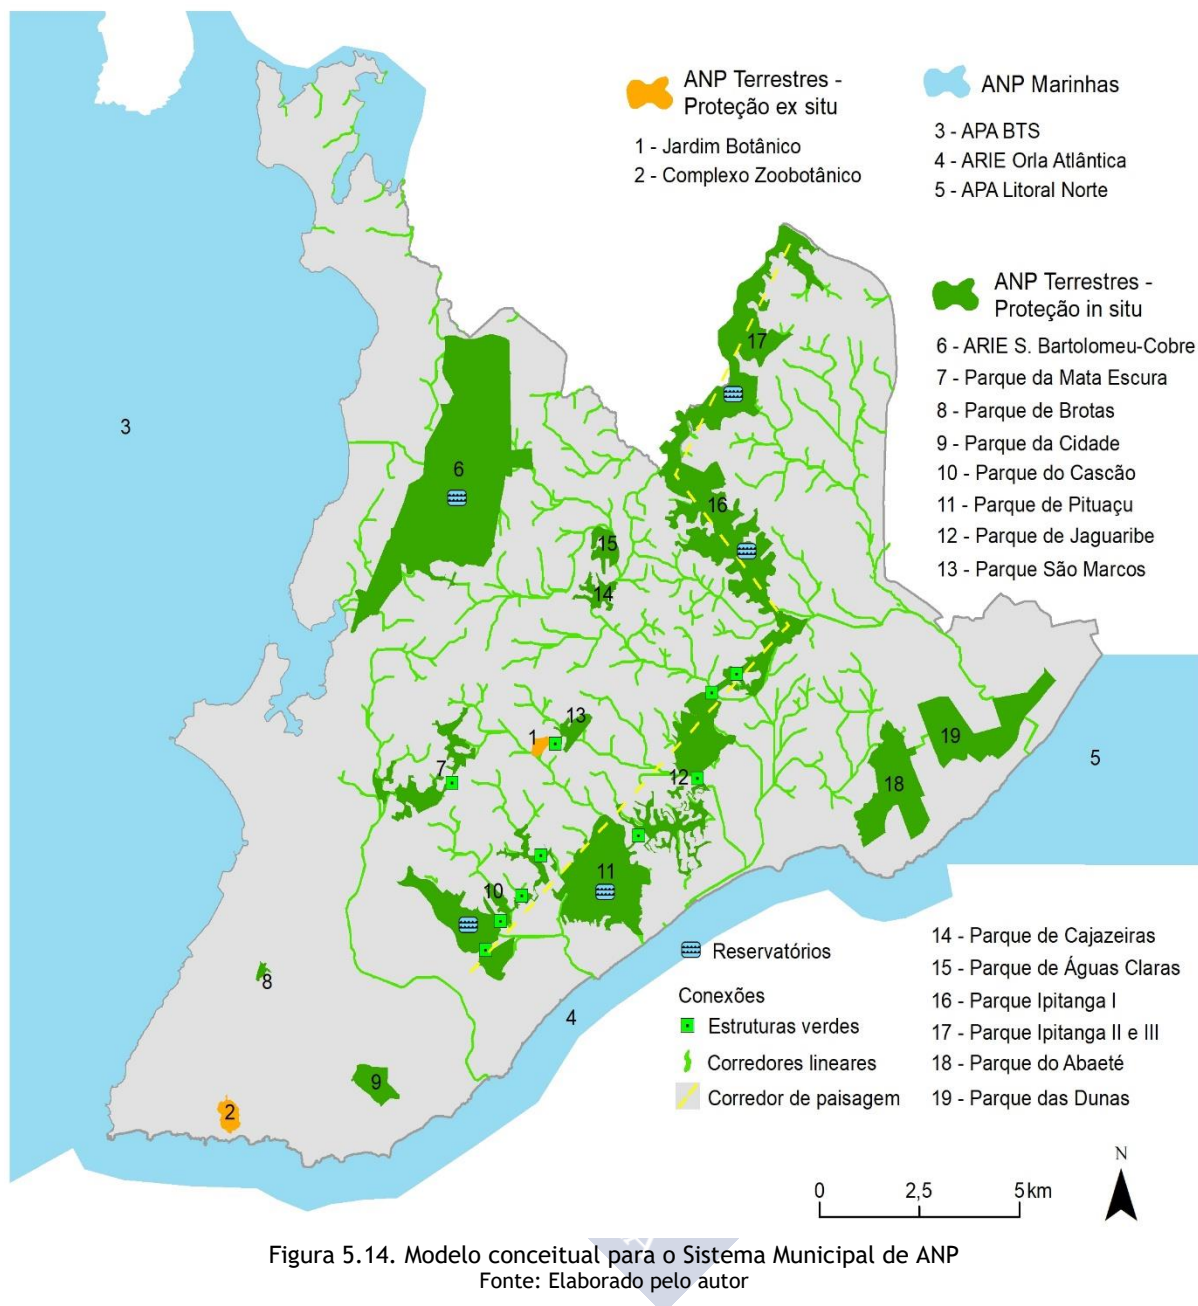 ANP Terrestres -
Proteção ex situ
1 - Jardim Botânico
2 - Complexo Zoobotânico
ANP Marinhas
3 - APA BTS
4 - ARIE Orla Atlântica
5 - APA Litoral Norte
ANP Terrestres -
Proteção in situ
6 - ARIE S. Bartolomeu-Cobre
7 - Parque da Mata Escura
8 - Parque de Brotas
9 - Parque da Cidade
10 - Parque do Cascão
11 - Parque de Pituaçu
12 - Parque de Jaguaribe
13 - Parque São Marcos
17
3
6
16
15
14
13
1
7
12
19
18
5
11
10
8
4
9
2
Reservatórios
Conexões
Estruturas verdes
Corredores lineares
Corredor de paisagem
14 - Parque de Cajazeiras
15 - Parque de Águas Claras
16 - Parque Ipitanga I
17 - Parque Ipitanga II e III
18 - Parque do Abaeté
19 - Parque das Dunas
N
0 2,5 5 km
Figura 5.14. Modelo conceitual para o Sistema Municipal de ANP
Fonte: Elaborado pelo autor